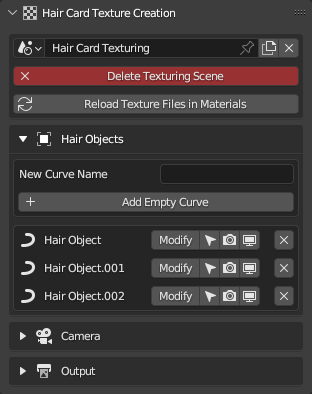 Hair Card Texture Creation
Hair Card Texturing
Delete Texturing Scene
Reload Texture Files in Materials
Hair Objects
New Curve Name
Add Empty Curve
Hair Object Modify
Hair Object.001 Modify
Hair Object.002 Modify
Camera
Output